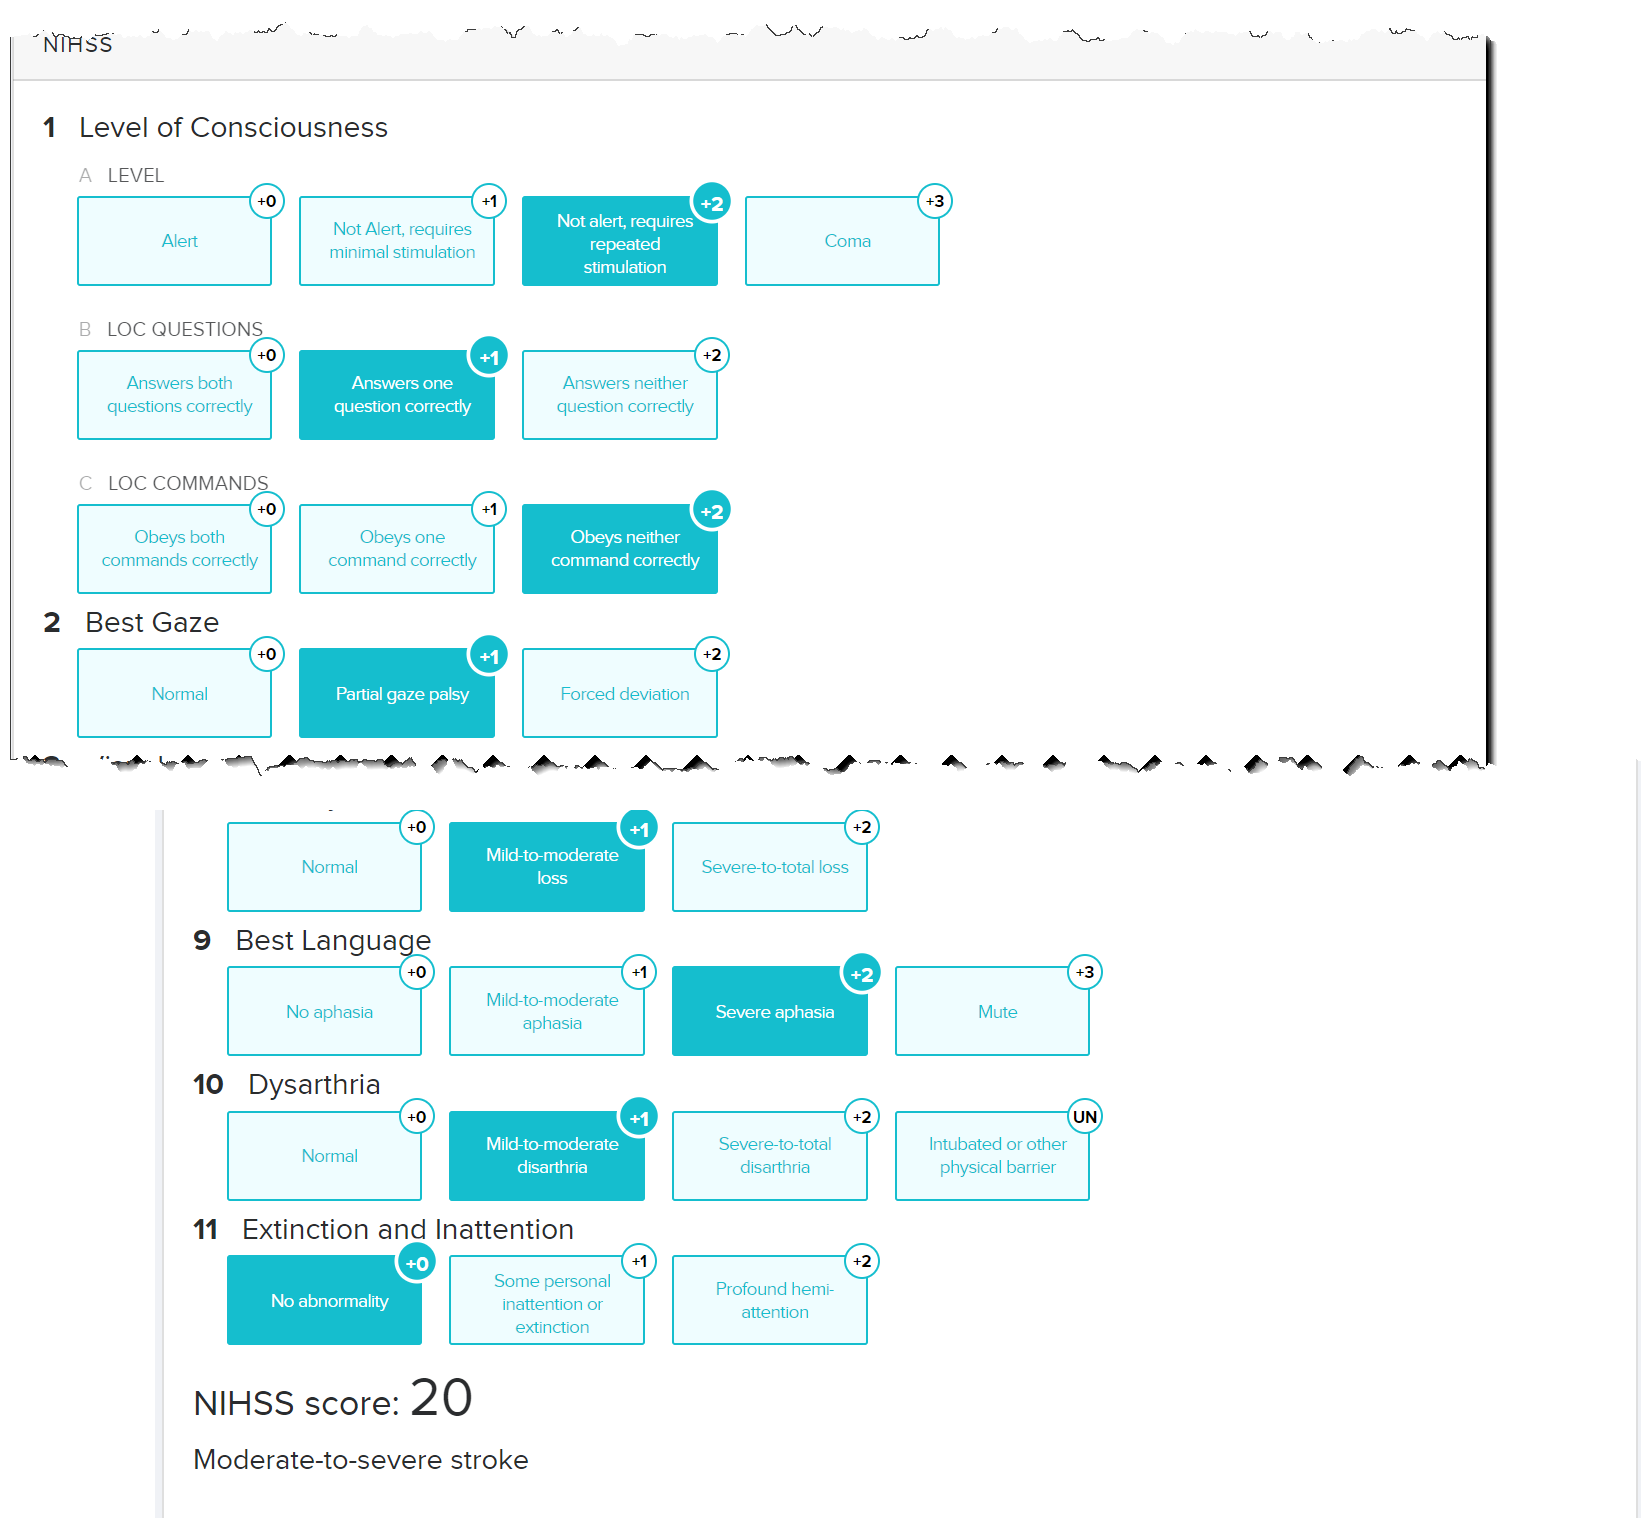 NIHSS
1 Level of Consciousness
A LEVEL
+0 +1 +2 +3
Alert
Not Alert, requires
minimal stimulation
Not alert, requires
repeated
stimulation
Coma
B LOC QUESTIONS
+0 +1 +2
Answers both
questions correctly
Answers one
question correctly
Answers neither
question correctly
C LOC COMMANDS
+0 +1 +2
Obeys both
commands correctly
Obeys one
command correctly
Obeys neither
command correctly
2 Best Gaze
+0 +1 +2
Normal
Partial gaze palsy
Forced deviation
+0 +1 +2
Normal
Mild-to-moderate
loss
Severe-to-total loss
9 Best Language
+0 +1 +2 +3
No aphasia
Mild-to-moderate
aphasia
Severe aphasia
Mute
10 Dysarthria
+0 +1 +2 UN
Normal
Mild-to-moderate
disarthria
Severe-to-total
disarthria
Intubated or other
physical barrier
11 Extinction and Inattention
+0 +1 +2
No abnormality
Some personal
inattention or
extinction
Profound hemi-
attention
NIHSS score: 20
Moderate-to-severe stroke